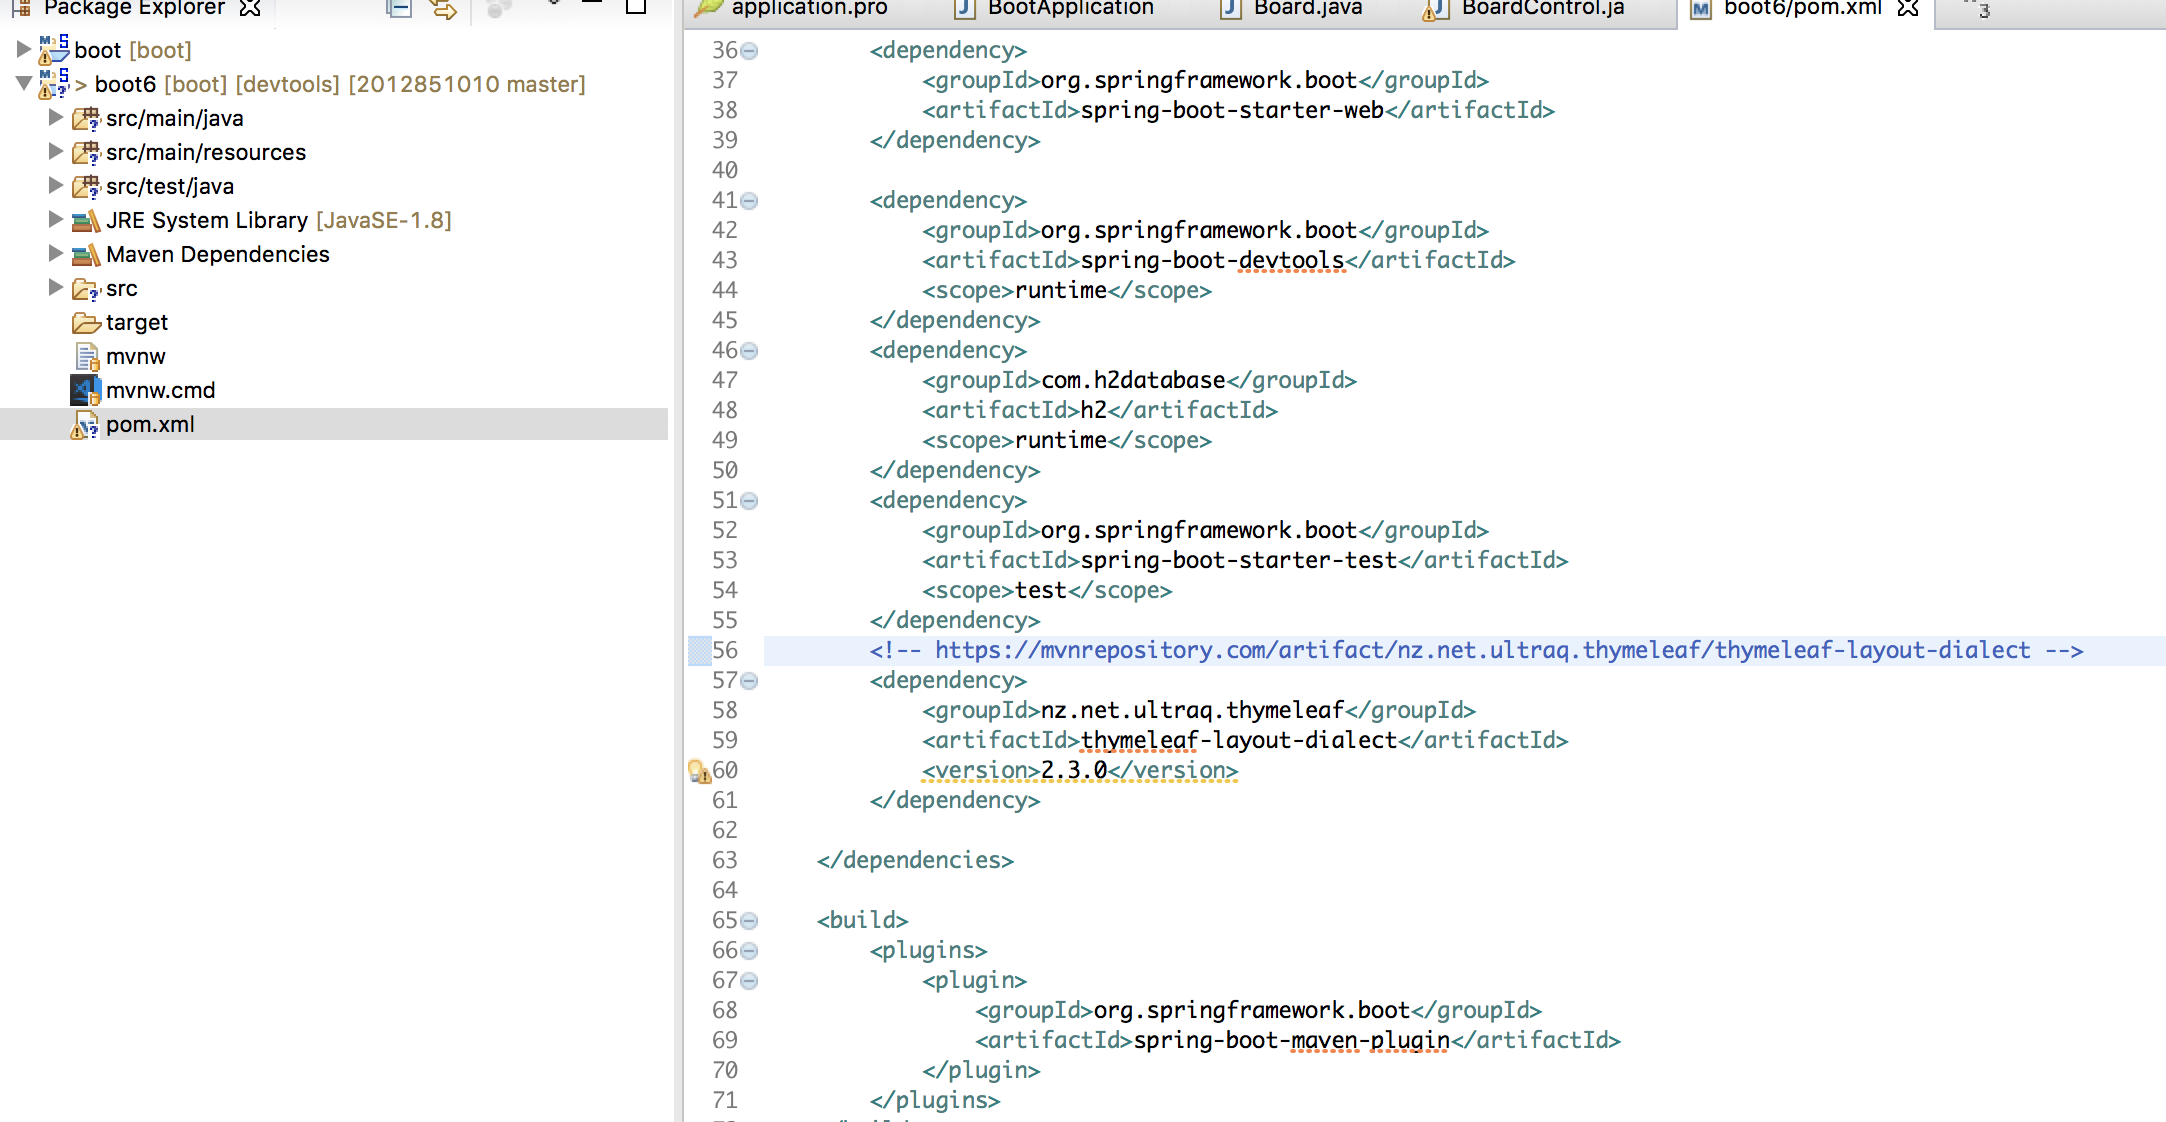 Package Explorer
boot [boot]
> boot6 [boot] [devtools] [2012851010 master]
src/main/java
src/main/resources
src/test/java
JRE System Library [JavaSE-1.8]
Maven Dependencies
src
target
mvnw
mvnw.cmd
pom.xml
application.pro BootApplication Board.java BoardControl.ja boot6/pom.xml 3
36 <dependency>
37 <groupId>org.springframework.boot</groupId>
38 <artifactId>spring-boot-starter-web</artifactId>
39 </dependency>
40
41 <dependency>
42 <groupId>org.springframework.boot</groupId>
43 <artifactId>spring-boot-devtools</artifactId>
44 <scope>runtime</scope>
45 </dependency>
46 <dependency>
47 <groupId>com.h2database</groupId>
48 <artifactId>h2</artifactId>
49 <scope>runtime</scope>
50 </dependency>
51 <dependency>
52 <groupId>org.springframework.boot</groupId>
53 <artifactId>spring-boot-starter-test</artifactId>
54 <scope>test</scope>
55 </dependency>
56 <!-- https://mvnrepository.com/artifact/nz.net.ultraq.thymeleaf/thymeleaf-layout-dialect -->
57 <dependency>
58 <groupId>nz.net.ultraq.thymeleaf</groupId>
59 <artifactId>thymeleaf-layout-dialect</artifactId>
60 <version>2.3.0</version>
61 </dependency>
62
63 </dependencies>
64
65 <build>
66 <plugins>
67 <plugin>
68 <groupId>org.springframework.boot</groupId>
69 <artifactId>spring-boot-maven-plugin</artifactId>
70 </plugin>
71 </plugins>